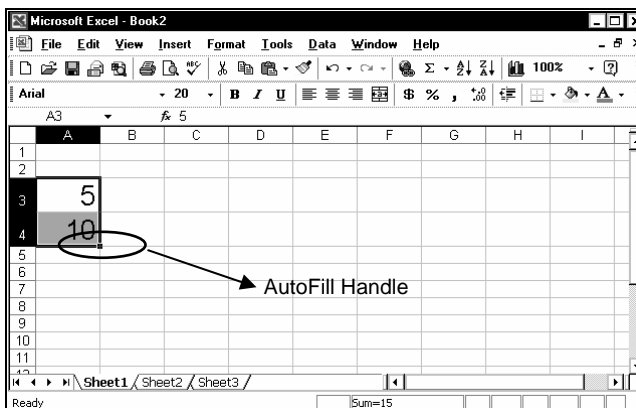 Microsoft Excel - Book2
File Edit View Insert Format Tools Data Window Help
ABC Σ A Z Z A 100% ?
Arial 20 B I U $ % , A
A3 fx 5
A B C D E F G H I
1
2
3 5
4 10
5
6
7 AutoFill Handle
8
9
10
11
Sheet1 Sheet2 Sheet3
Ready Sum=15